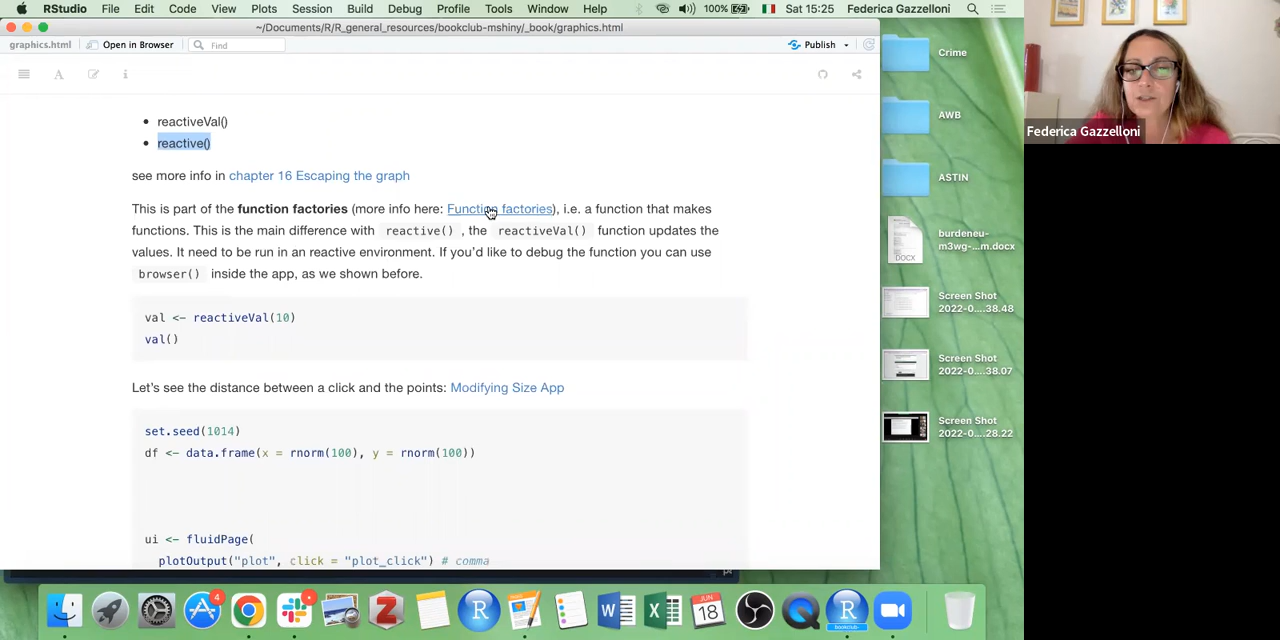 RStudio File Edit Code View Plots Session Build Debug Profile Tools Window Help 100% Sat 15:25 Federica Gazzelloni
~/Documents/R/R_general_resources/bookclub-mshiny/_book/graphics.html
graphics.html Open in Browser Find Publish
• reactiveVal()
• reactive()
see more info in chapter 16 Escaping the graph
This is part of the function factories (more info here: Function factories), i.e. a function that makes
functions. This is the main difference with reactive() , the reactiveVal() function updates the
values. It need to be run in an reactive environment. If you'd like to debug the function you can use
browser() inside the app, as we shown before.
val <- reactiveVal(10)
val()
Let's see the distance between a click and the points: Modifying Size App
set.seed(1014)
df <- data.frame(x = rnorm(100), y = rnorm(100))
ui <- fluidPage(
plotOutput("plot", click = "plot_click") # comma
Crime
AWB
ASTIN
DOCX
burdeneu-
m3wg-...m.docx
Screen Shot
2022-0....38.48
Screen Shot
2022-0....38.07
Screen Shot
2022-0....28.22
Federica Gazzelloni
4
JUN
18
bookclub-